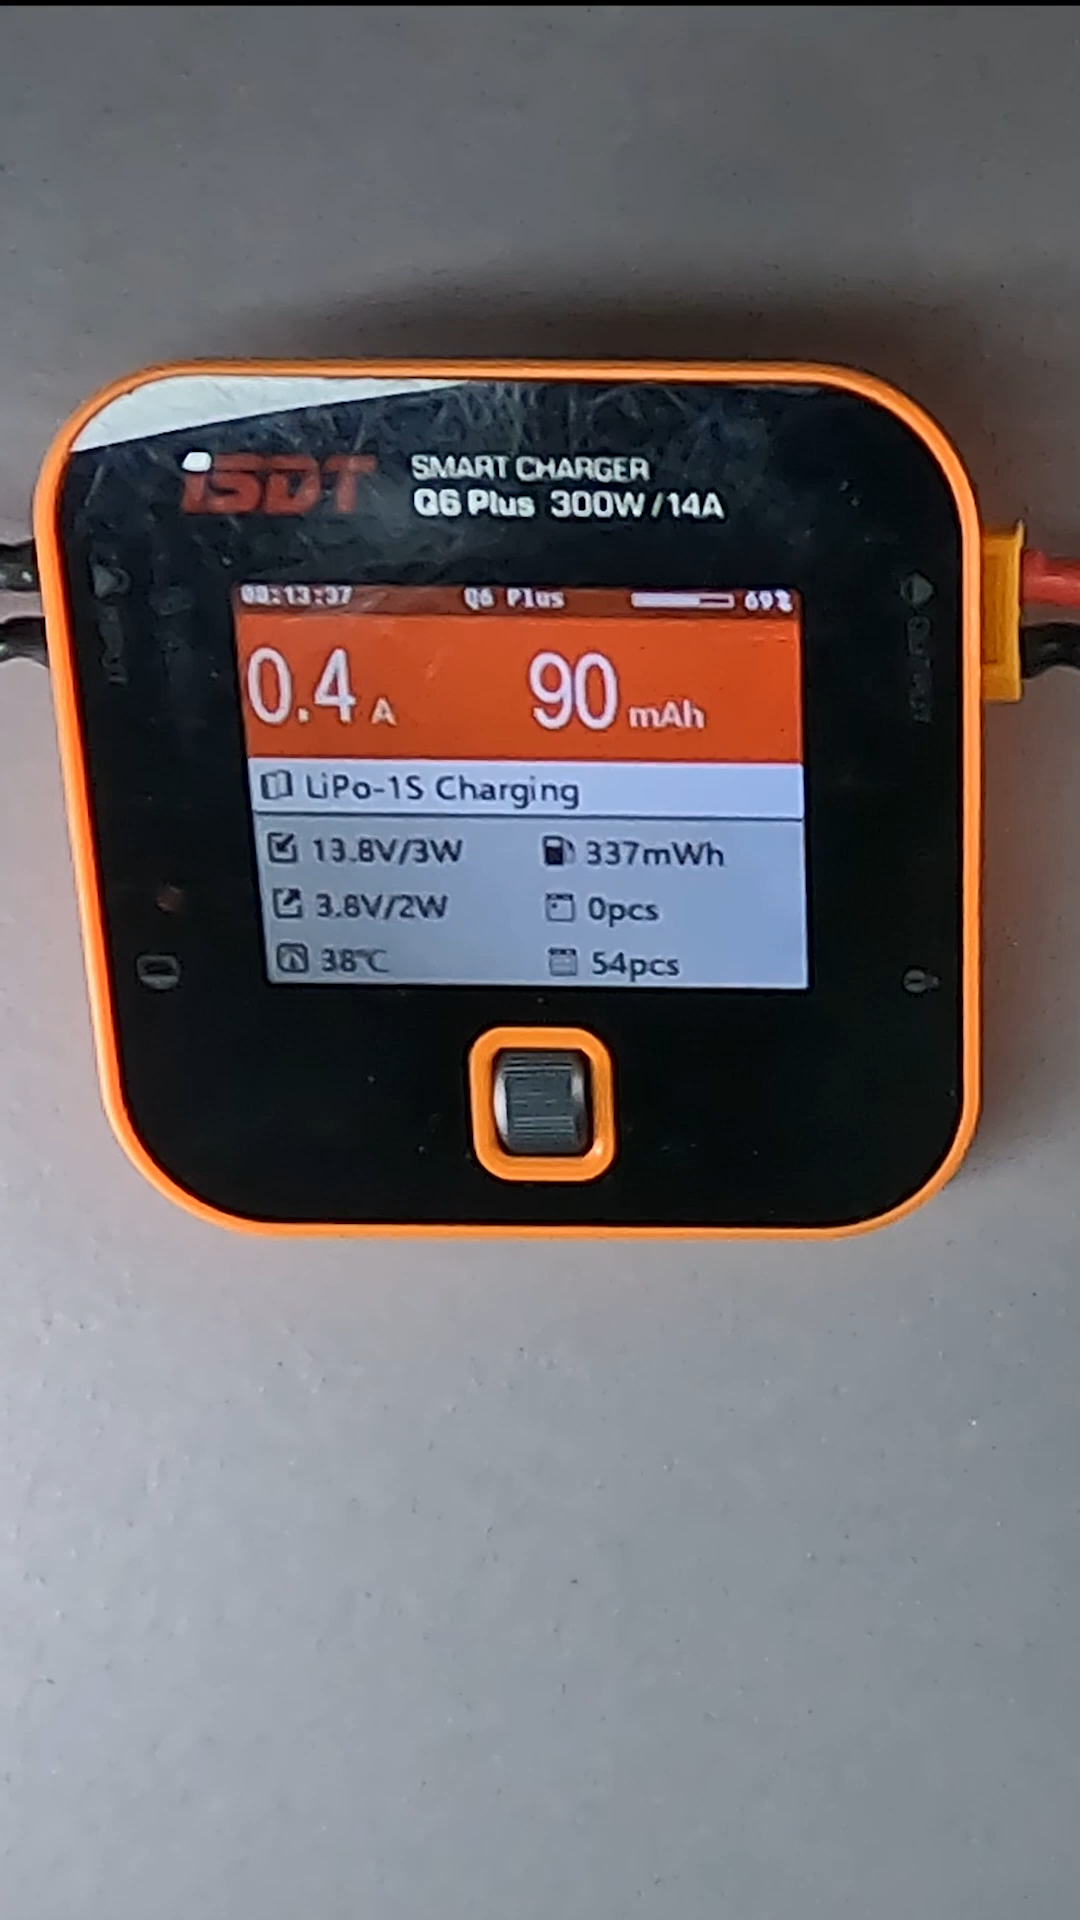 iSDT
SMART CHARGER
Q6 Plus 300W/14A
00:13:37 Q6 Plus 69%
0.4 A 90 mAh
LiPo-1S Charging
13.8V/3W 337mWh
3.8V/2W 0pcs
38°C 54pcs